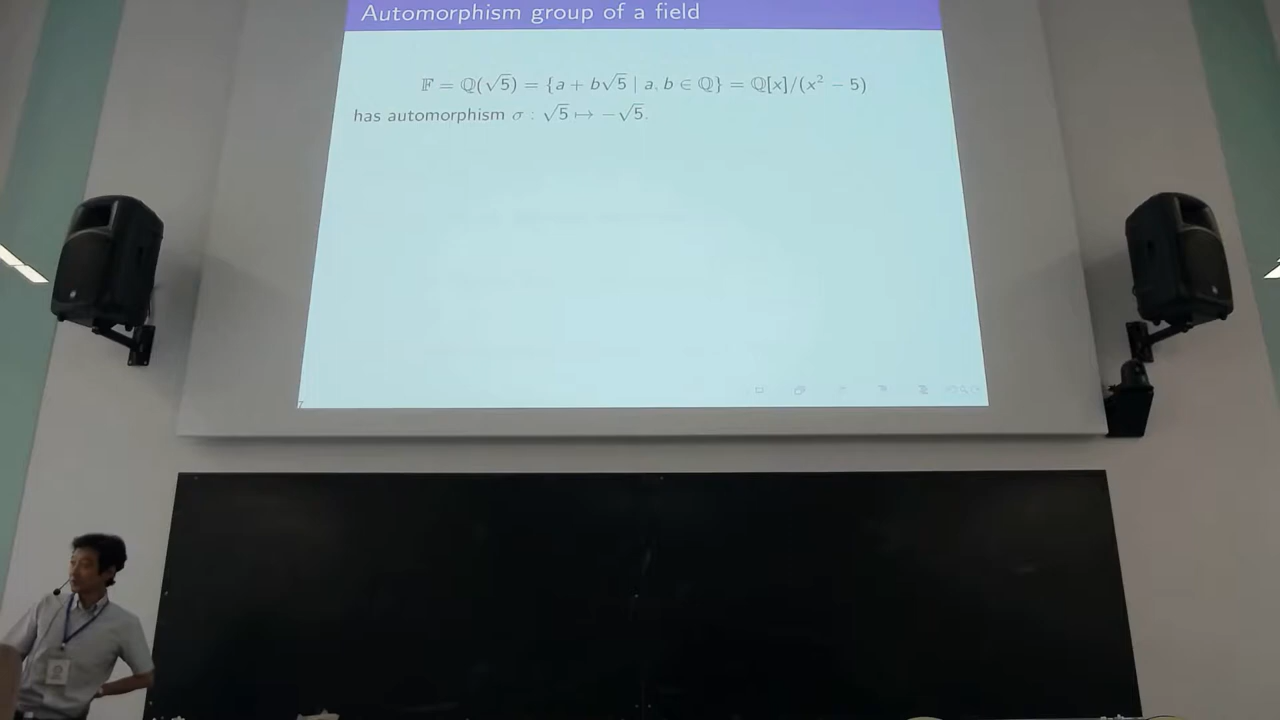 Automorphism group of a field
𝔽 = ℚ(√5) = {a + b√5 | a, b ∈ ℚ} = ℚ[x]/(x² − 5)
has automorphism σ : √5 ↦ −√5.